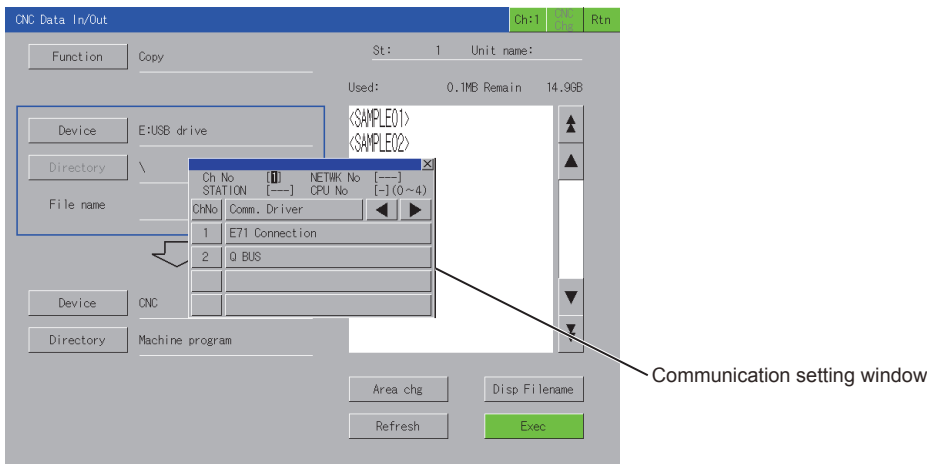 CNC Data In/Out Ch:1 CNC Chg Rtn
Function Copy St: 1 Unit name:
Used: 0.1MB Remain 14.9GB
Device E:USB drive <SAMPLE01>
<SAMPLE02>
Directory \
File name
Ch No [1] NETWK No [---]
STATION [---] CPU No [-](0~4)
ChNo Comm. Driver
1 E71 Connection
2 Q BUS
Device CNC
Directory Machine program
Communication setting window
Area chg Disp Filename
Refresh Exec